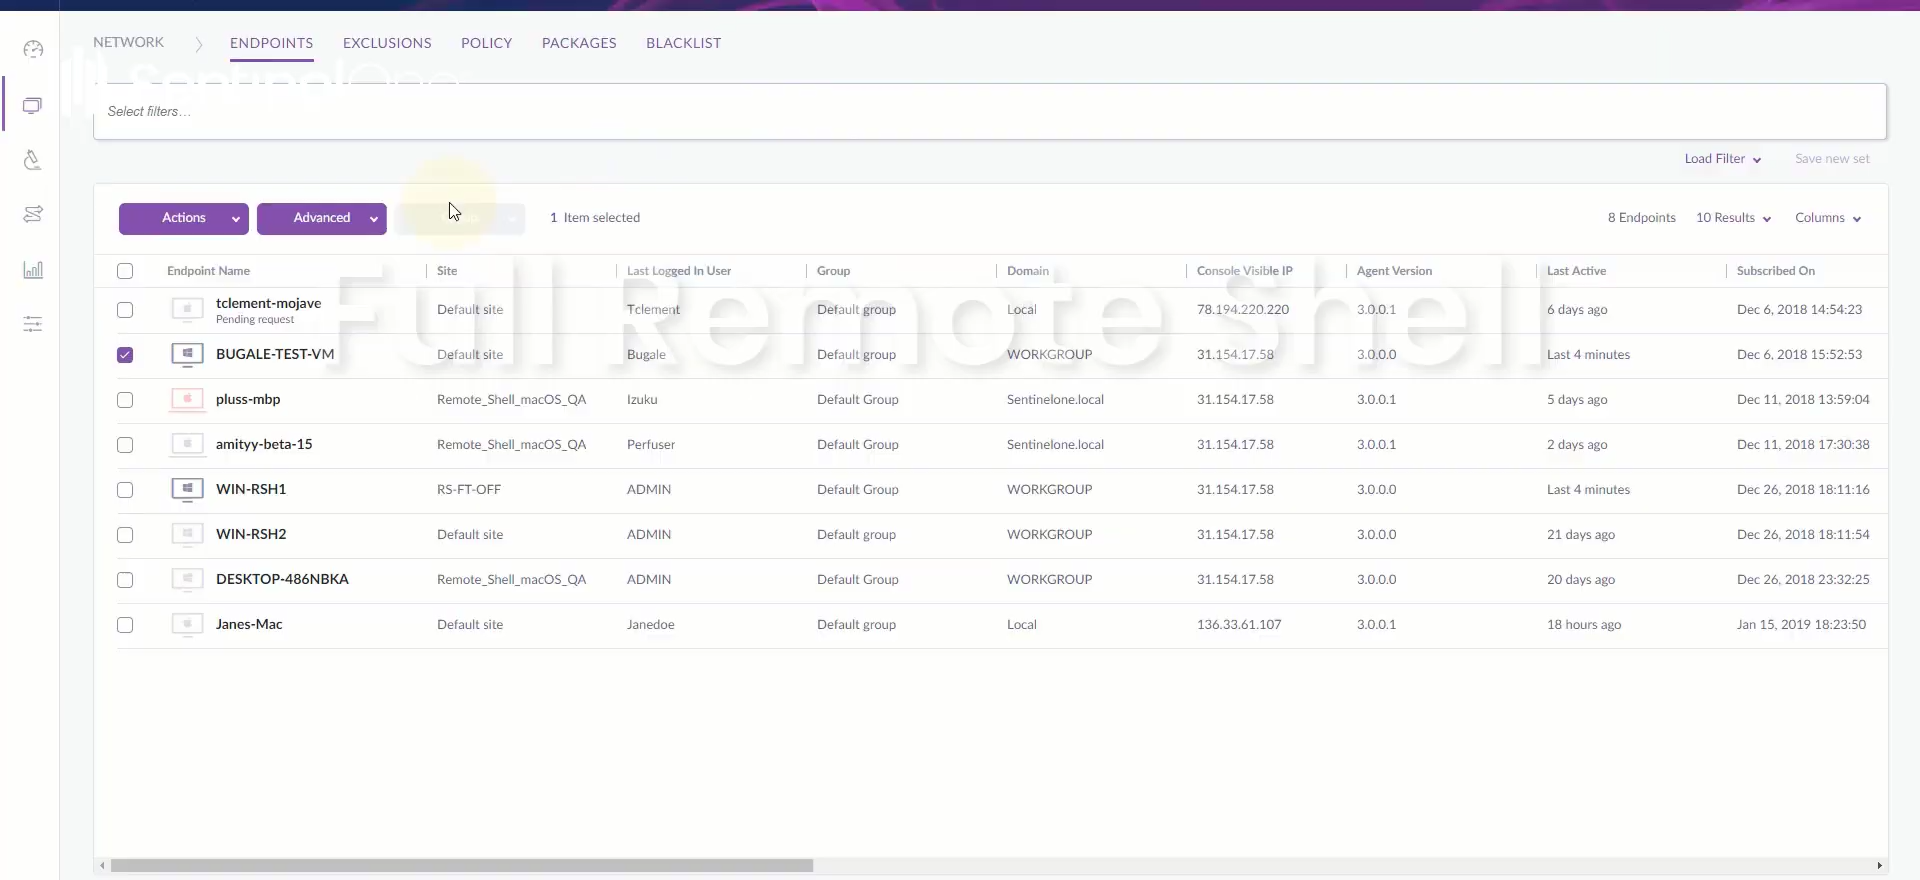 NETWORK ENDPOINTS EXCLUSIONS POLICY PACKAGES BLACKLIST
SentinelOne
Select filters...
Load Filter Save new set
Actions Advanced 1 Item selected 8 Endpoints 10 Results Columns
Endpoint Name Site Last Logged In User Group Domain Console Visible IP Agent Version Last Active Subscribed On
Full Remote Shell
tclement-mojave Default site Tclement Default group Local 78.194.220.220 3.0.0.1 6 days ago Dec 6, 2018 14:54:23
Pending request
BUGALE-TEST-VM Default site Bugale Default group WORKGROUP 31.154.17.58 3.0.0.0 Last 4 minutes Dec 6, 2018 15:52:53
pluss-mbp Remote_Shell_macOS_QA Izuku Default Group Sentinelone.local 31.154.17.58 3.0.0.1 5 days ago Dec 11, 2018 13:59:04
amityy-beta-15 Remote_Shell_macOS_QA Perfuser Default Group Sentinelone.local 31.154.17.58 3.0.0.1 2 days ago Dec 11, 2018 17:30:38
WIN-RSH1 RS-FT-OFF ADMIN Default Group WORKGROUP 31.154.17.58 3.0.0.0 Last 4 minutes Dec 26, 2018 18:11:16
WIN-RSH2 Default site ADMIN Default group WORKGROUP 31.154.17.58 3.0.0.0 21 days ago Dec 26, 2018 18:11:54
DESKTOP-486NBKA Remote_Shell_macOS_QA ADMIN Default Group WORKGROUP 31.154.17.58 3.0.0.0 20 days ago Dec 26, 2018 23:32:25
Janes-Mac Default site Janedoe Default group Local 136.33.61.107 3.0.0.1 18 hours ago Jan 15, 2019 18:23:50